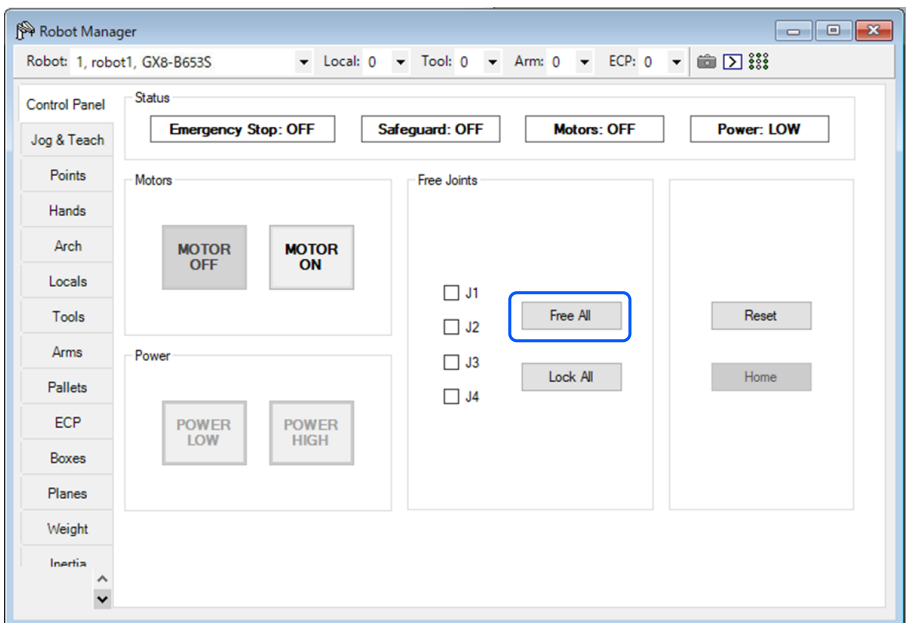 Robot Manager
Robot: 1, robot1, GX8-B653S Local: 0 Tool: 0 Arm: 0 ECP: 0
Control Panel
Jog & Teach
Points
Hands
Arch
Locals
Tools
Arms
Pallets
ECP
Boxes
Planes
Weight
Inertia
Status
Emergency Stop: OFF
Safeguard: OFF
Motors: OFF
Power: LOW
Motors
MOTOR
OFF
MOTOR
ON
Power
POWER
LOW
POWER
HIGH
Free Joints
J1
J2
J3
J4
Free All
Lock All
Reset
Home